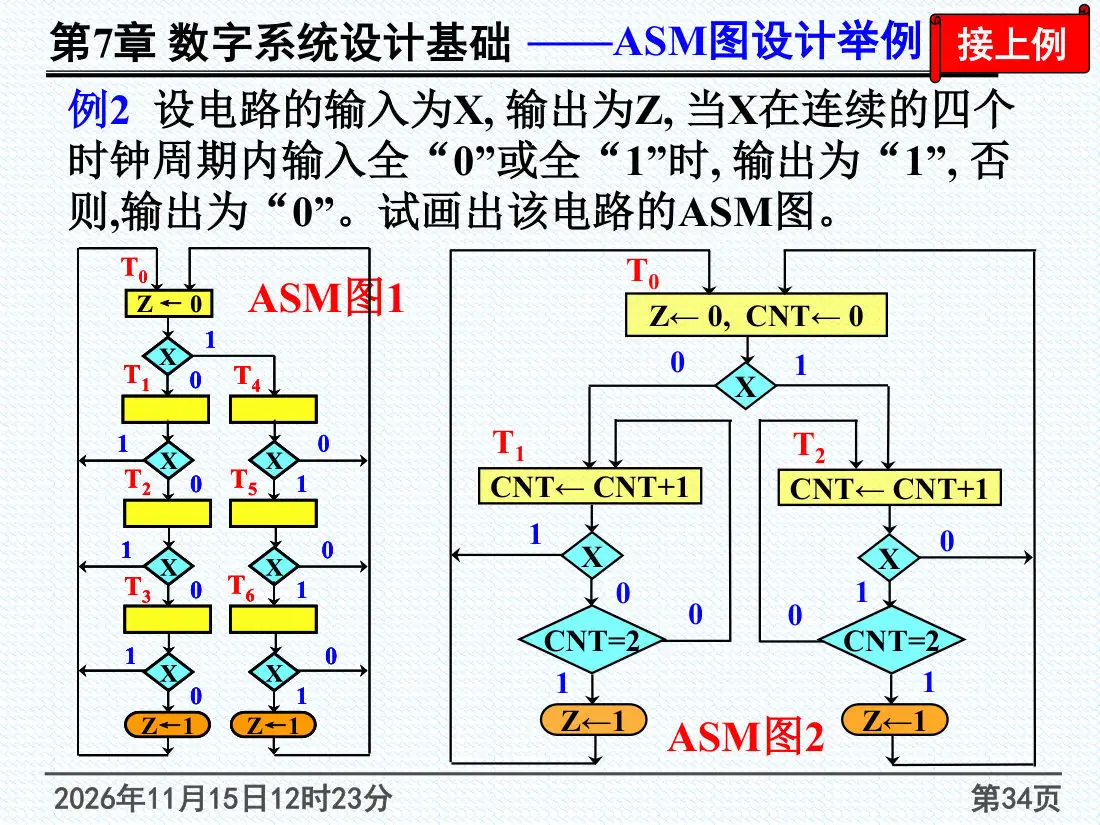 第7章 数字系统设计基础 ——ASM图设计举例 接上例
例2 设电路的输入为X, 输出为Z, 当X在连续的四个
时钟周期内输入全“0”或全“1”时, 输出为“1”, 否
则,输出为“0”。试画出该电路的ASM图。
ASM图1
T0
Z ← 0
X
1
0
T1
T4
X
1
0
X
0
1
T2
T5
X
1
0
X
0
1
T3
T6
X
1
0
X
0
1
Z←1
Z←1
T0
Z← 0, CNT← 0
X
0
1
T1
CNT← CNT+1
X
1
0
CNT=2
0
1
Z←1
T2
CNT← CNT+1
X
0
1
CNT=2
0
1
Z←1
ASM图2
2026年11月15日12时23分
第34页